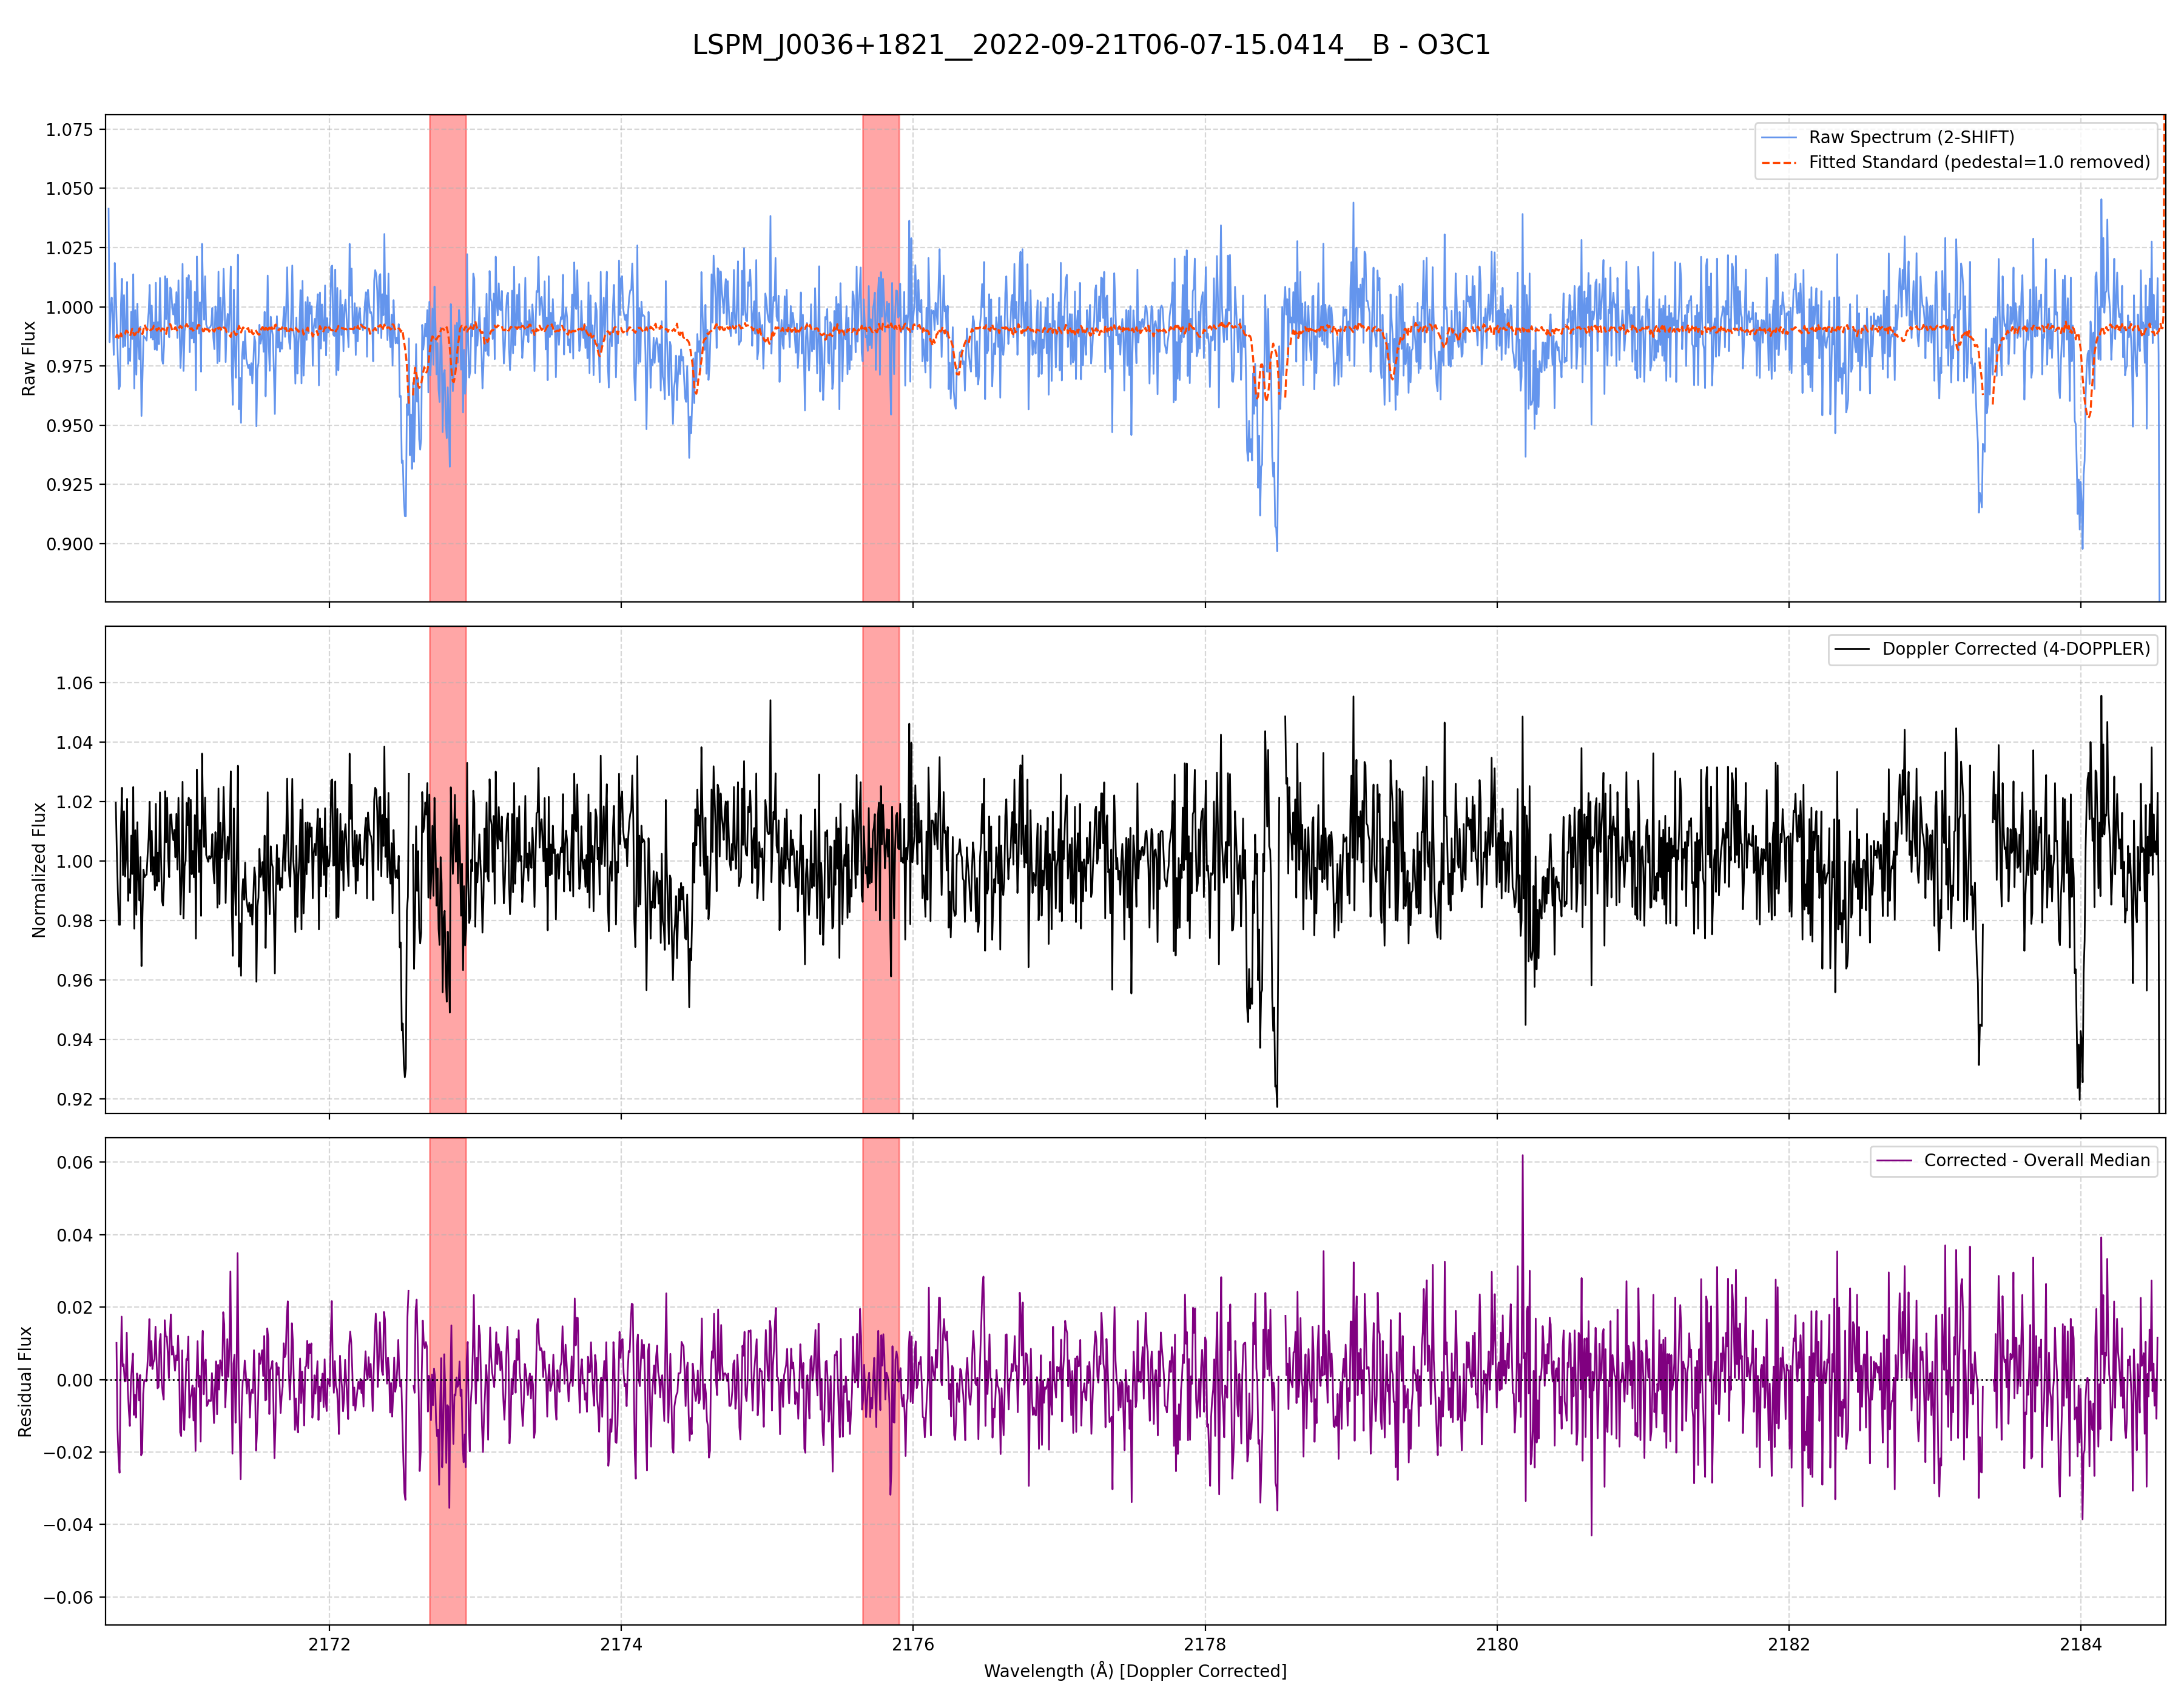 LSPM_J0036+1821__2022-09-21T06-07-15.0414__B - O3C1
Raw Flux
1.075
1.050
1.025
1.000
0.975
0.950
0.925
0.900
Raw Spectrum (2-SHIFT)
Fitted Standard (pedestal=1.0 removed)
Normalized Flux
1.06
1.04
1.02
1.00
0.98
0.96
0.94
0.92
Doppler Corrected (4-DOPPLER)
Residual Flux
0.06
0.04
0.02
0.00
−0.02
−0.04
−0.06
Corrected - Overall Median
2172 2174 2176 2178 2180 2182 2184
Wavelength (Å) [Doppler Corrected]